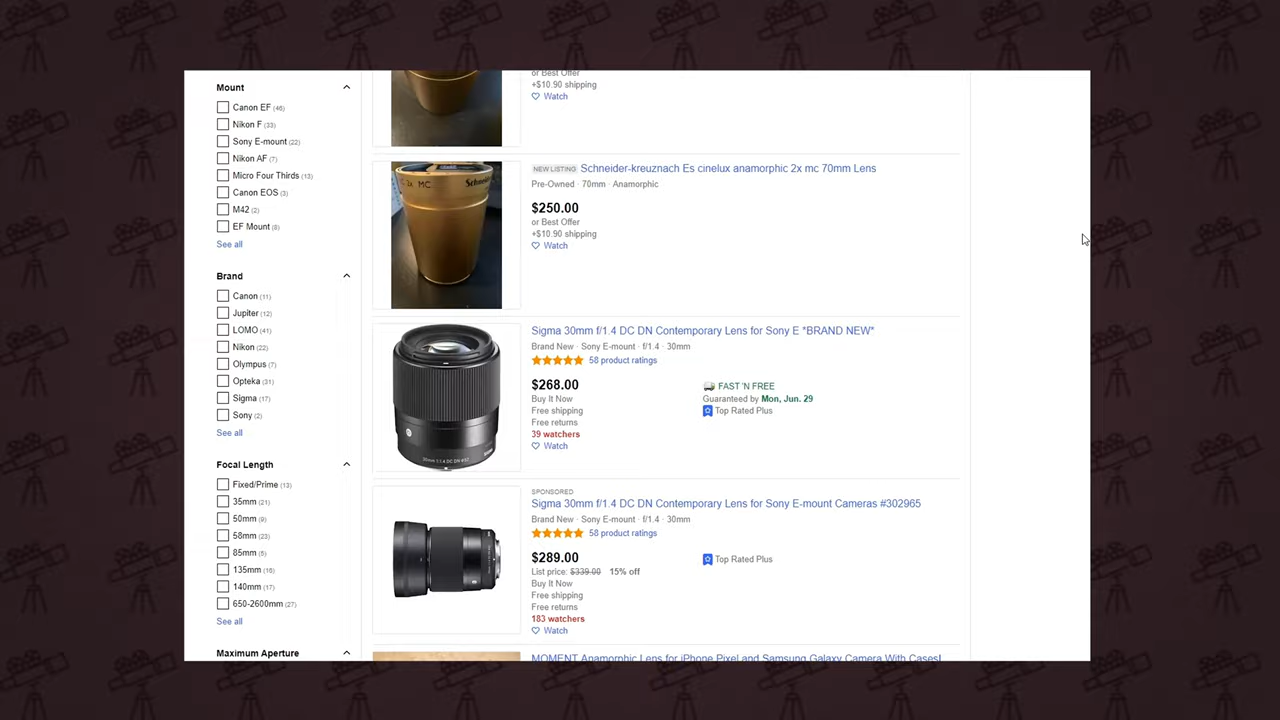 Mount
Canon EF (46)
Nikon F (33)
Sony E-mount (22)
Nikon AF (7)
Micro Four Thirds (13)
Canon EOS (3)
M42 (2)
EF Mount (8)
See all
Brand
Canon (11)
Jupiter (12)
LOMO (41)
Nikon (22)
Olympus (7)
Opteka (31)
Sigma (17)
Sony (2)
See all
Focal Length
Fixed/Prime (13)
35mm (21)
50mm (9)
58mm (23)
85mm (5)
135mm (16)
140mm (17)
650-2600mm (27)
See all
Maximum Aperture
or Best Offer
+$10.90 shipping
Watch
2x MC Schne
NEW LISTING Schneider-kreuznach Es cinelux anamorphic 2x mc 70mm Lens
Pre-Owned · 70mm · Anamorphic
$250.00
or Best Offer
+$10.90 shipping
Watch
Sigma 30mm f/1.4 DC DN Contemporary Lens for Sony E *BRAND NEW*
Brand New · Sony E-mount · f/1.4 · 30mm
58 product ratings
$268.00
Buy It Now
Free shipping
Free returns
39 watchers
Watch
FAST 'N FREE
Guaranteed by Mon, Jun. 29
Top Rated Plus
SPONSORED
Sigma 30mm f/1.4 DC DN Contemporary Lens for Sony E-mount Cameras #302965
Brand New · Sony E-mount · f/1.4 · 30mm
58 product ratings
$289.00
List price: $339.00 15% off
Buy It Now
Free shipping
Free returns
183 watchers
Watch
Top Rated Plus
MOMENT Anamorphic Lens for iPhone Pixel and Samsung Galaxy Camera With Cases!